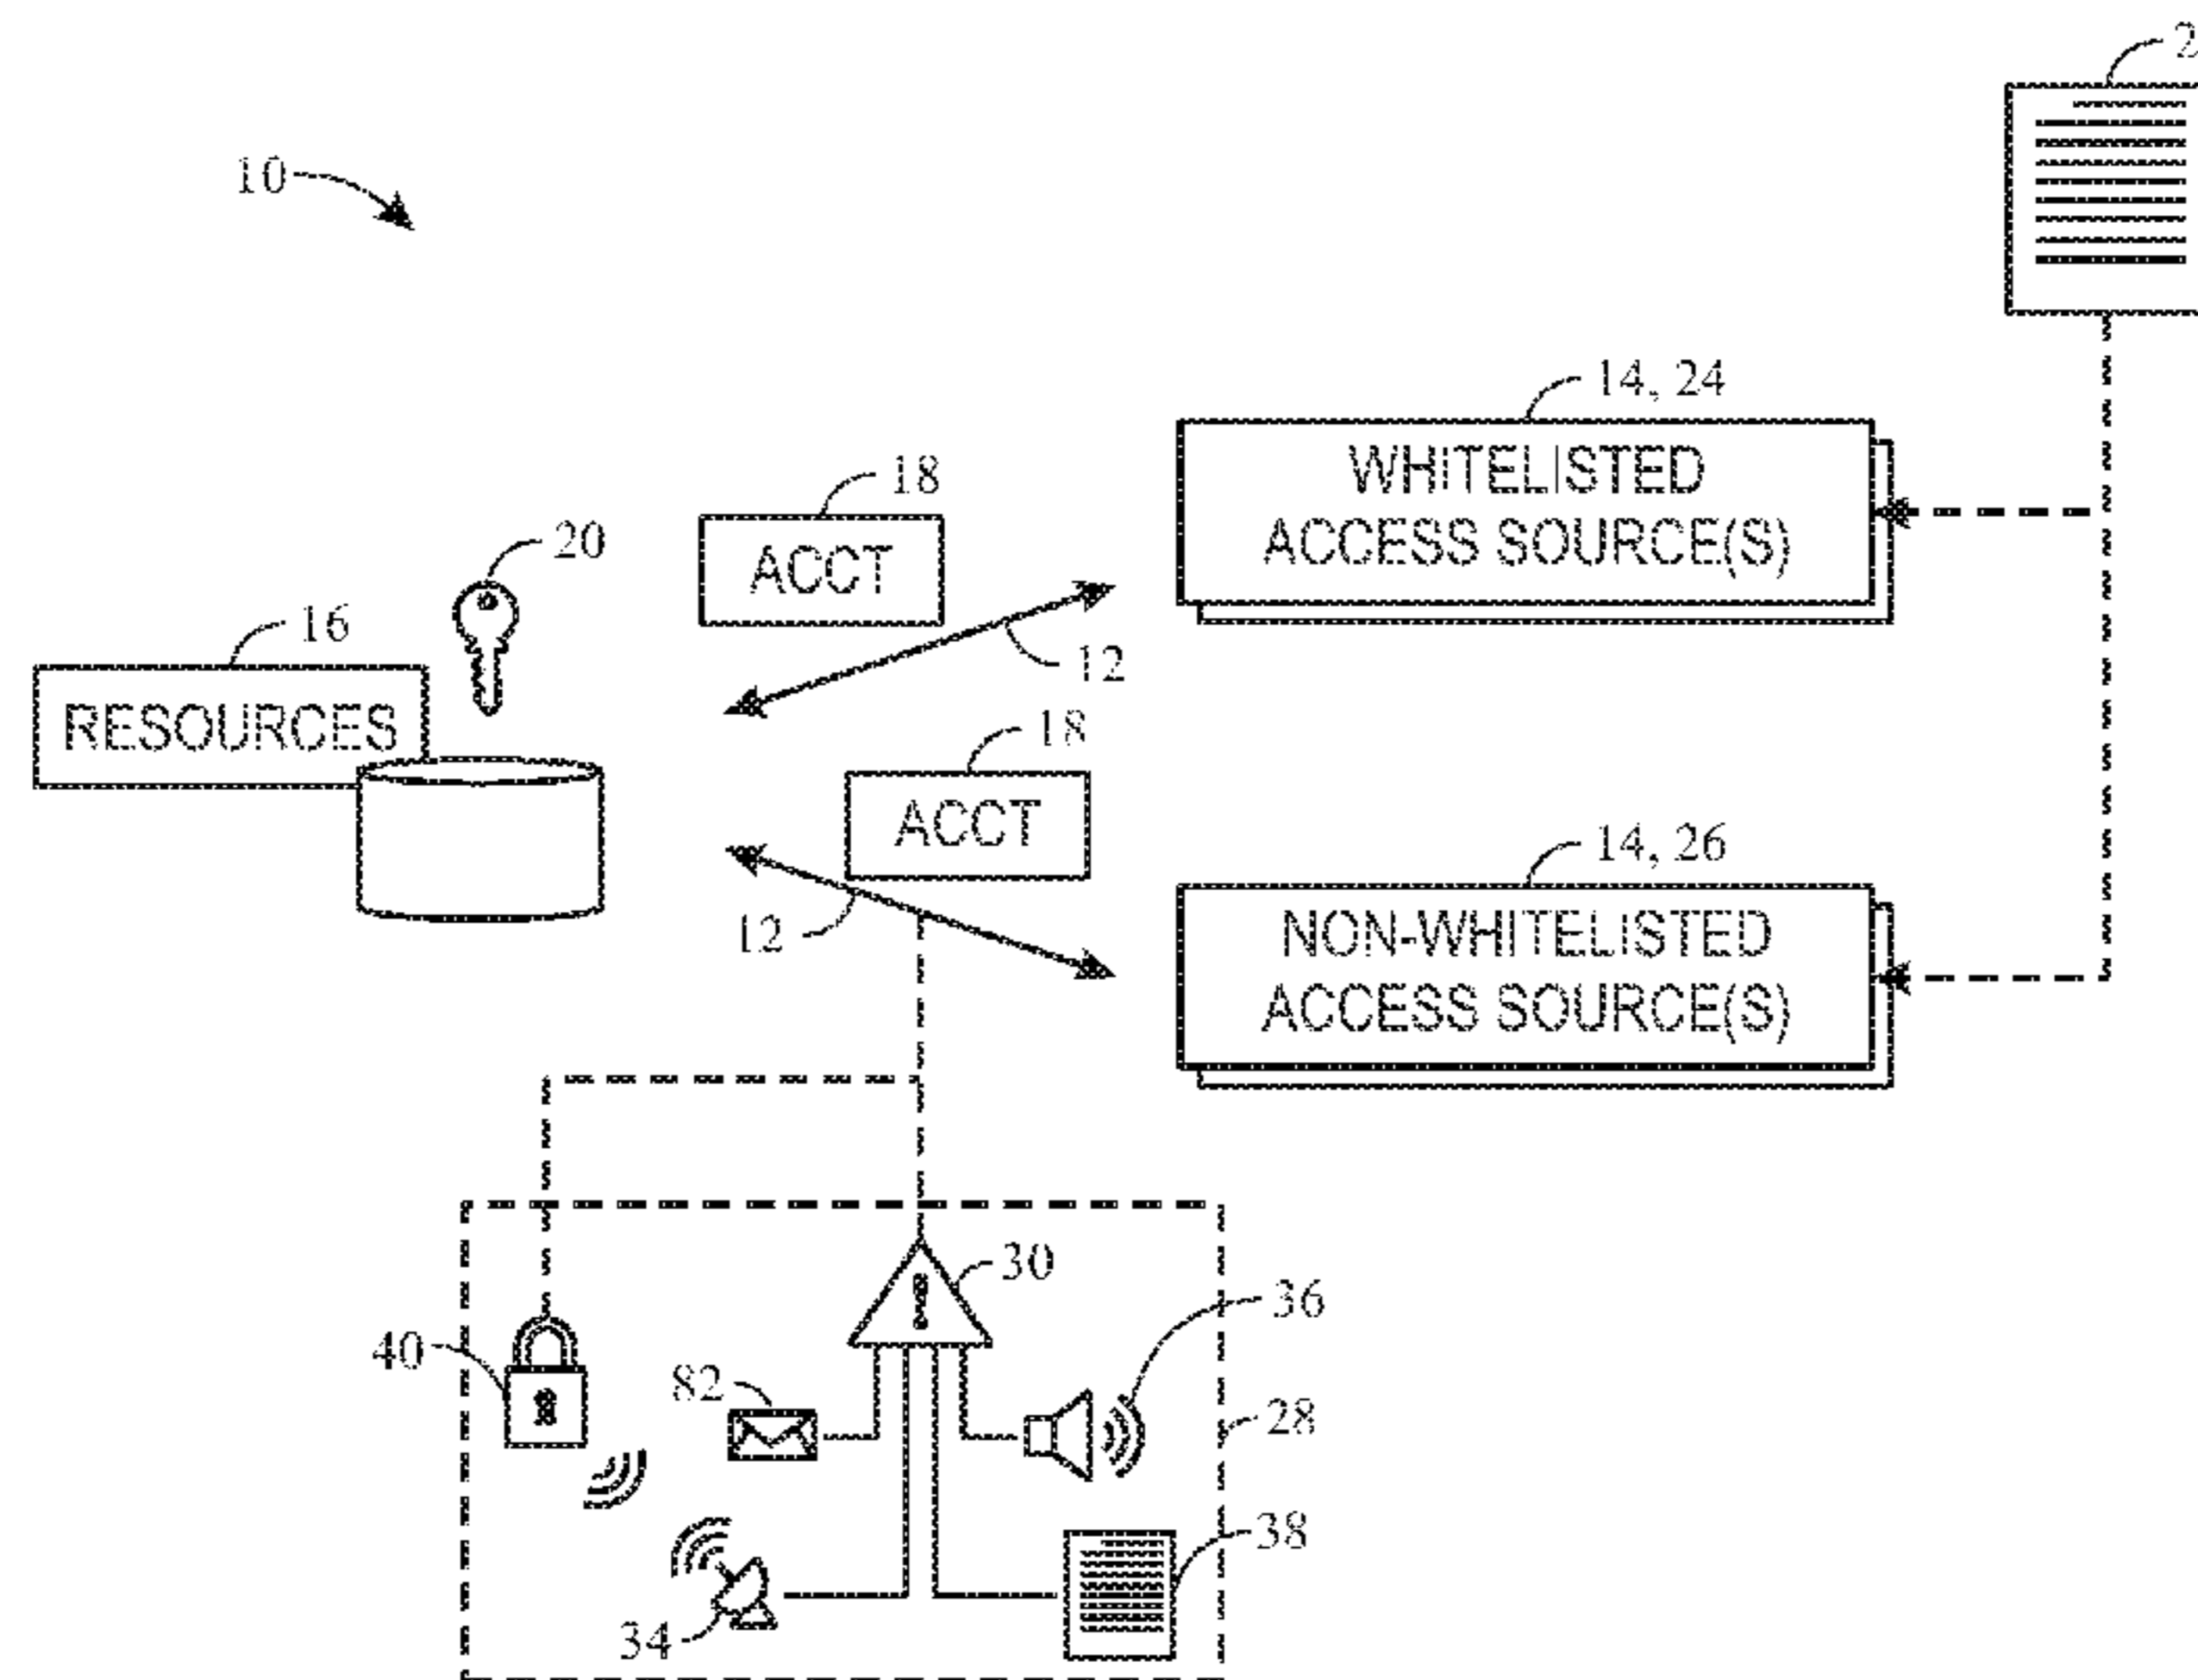 10
14, 24
WHITELISTED
ACCESS SOURCE(S)
18
ACCT
20
12
16
RESOURCES
18
ACCT
14, 26
NON-WHITELISTED
ACCESS SOURCE(S)
12
30
36
40
82
28
38
34